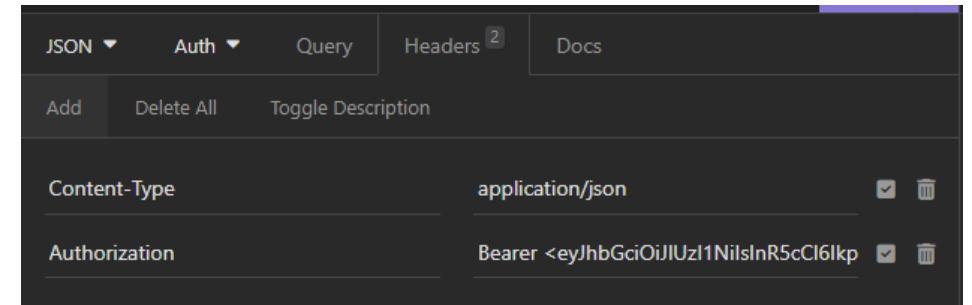 JSON ▼ Auth ▼ Query Headers 2 Docs
Add Delete All Toggle Description
Content-Type application/json
Authorization Bearer <eyJhbGciOiJIUzI1NiIsInR5cCI6Ikp